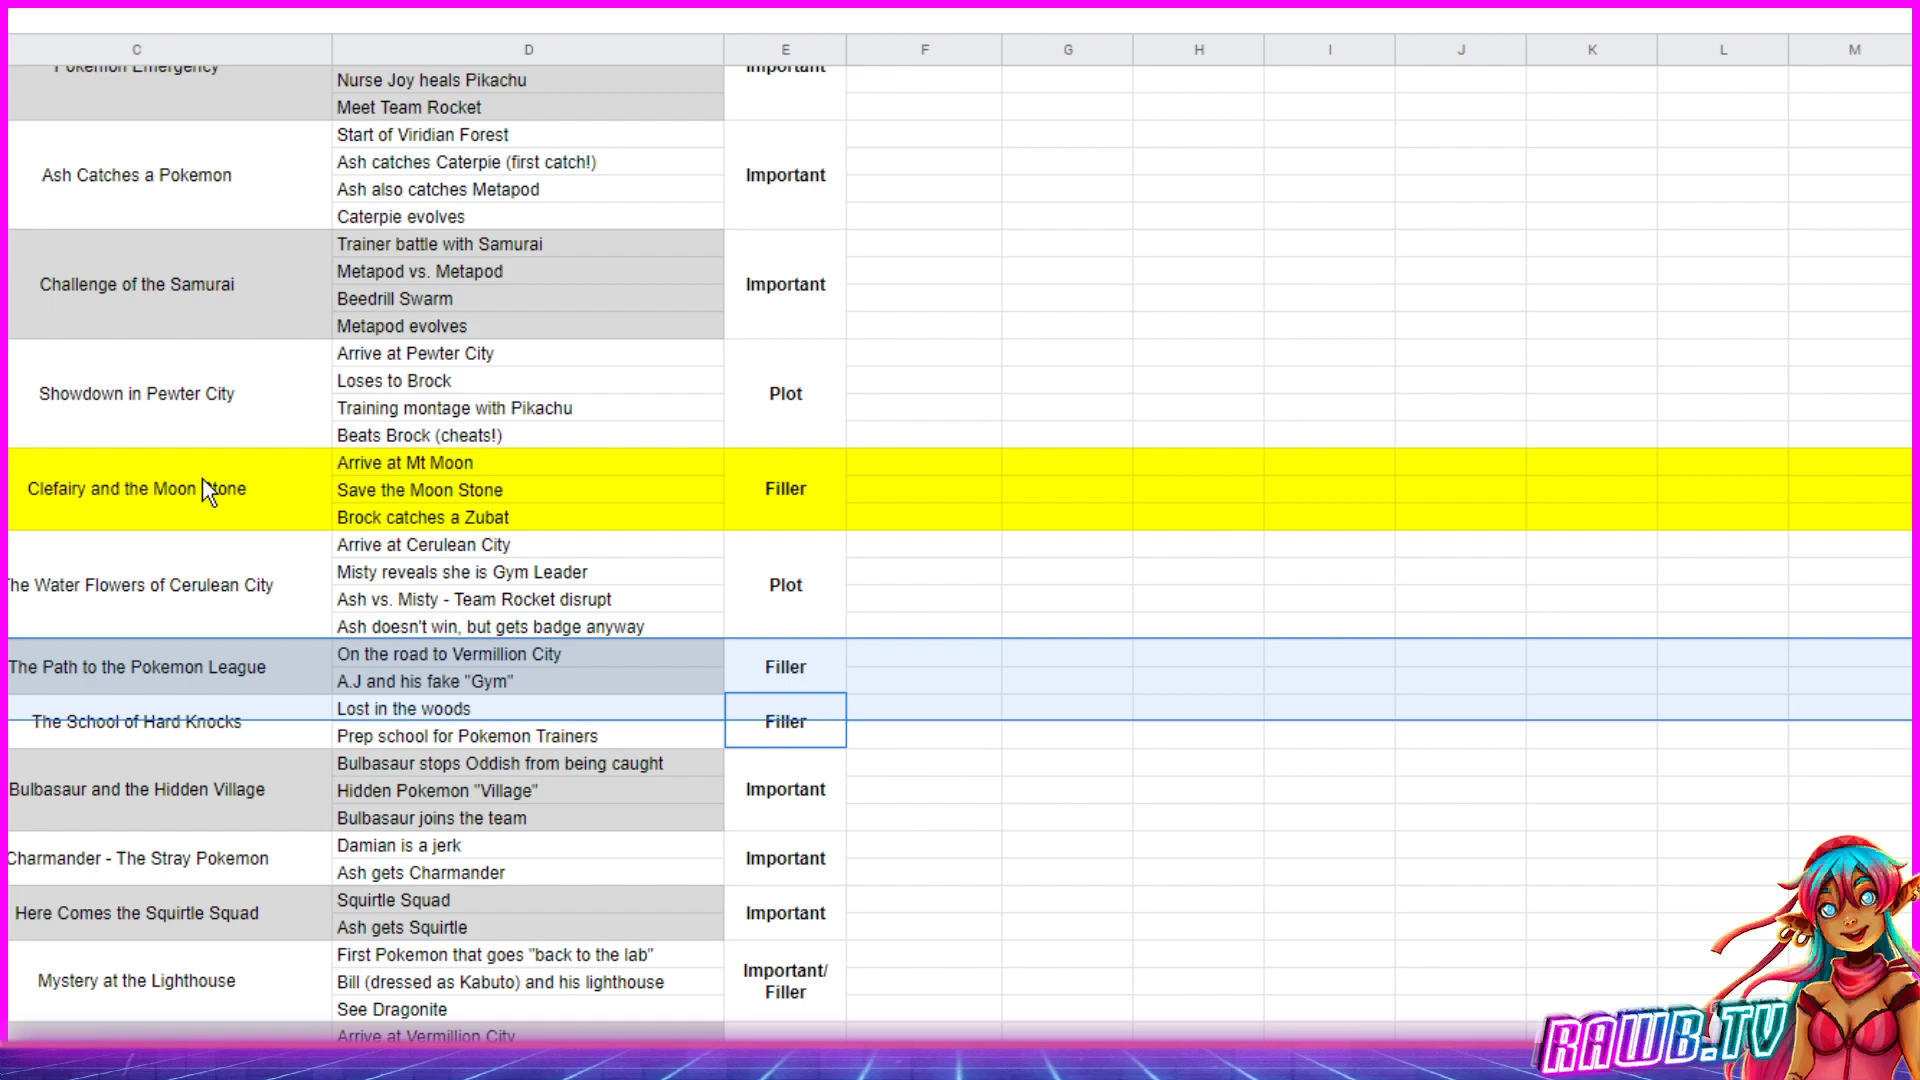 C D E F G H I J K L M
Pokemon Emergency
Important
Nurse Joy heals Pikachu
Meet Team Rocket
Ash Catches a Pokemon
Start of Viridian Forest
Ash catches Caterpie (first catch!)
Ash also catches Metapod
Caterpie evolves
Important
Challenge of the Samurai
Trainer battle with Samurai
Metapod vs. Metapod
Beedrill Swarm
Metapod evolves
Important
Showdown in Pewter City
Arrive at Pewter City
Loses to Brock
Training montage with Pikachu
Beats Brock (cheats!)
Plot
Clefairy and the Moon Stone
Arrive at Mt Moon
Save the Moon Stone
Brock catches a Zubat
Filler
The Water Flowers of Cerulean City
Arrive at Cerulean City
Misty reveals she is Gym Leader
Ash vs. Misty - Team Rocket disrupt
Ash doesn't win, but gets badge anyway
Plot
The Path to the Pokemon League
On the road to Vermillion City
A.J and his fake "Gym"
Filler
The School of Hard Knocks
Lost in the woods
Prep school for Pokemon Trainers
Filler
Bulbasaur and the Hidden Village
Bulbasaur stops Oddish from being caught
Hidden Pokemon "Village"
Bulbasaur joins the team
Important
Charmander - The Stray Pokemon
Damian is a jerk
Ash gets Charmander
Important
Here Comes the Squirtle Squad
Squirtle Squad
Ash gets Squirtle
Important
Mystery at the Lighthouse
First Pokemon that goes "back to the lab"
Bill (dressed as Kabuto) and his lighthouse
See Dragonite
Important/
Filler
Arrive at Vermillion City
RAWB.TV